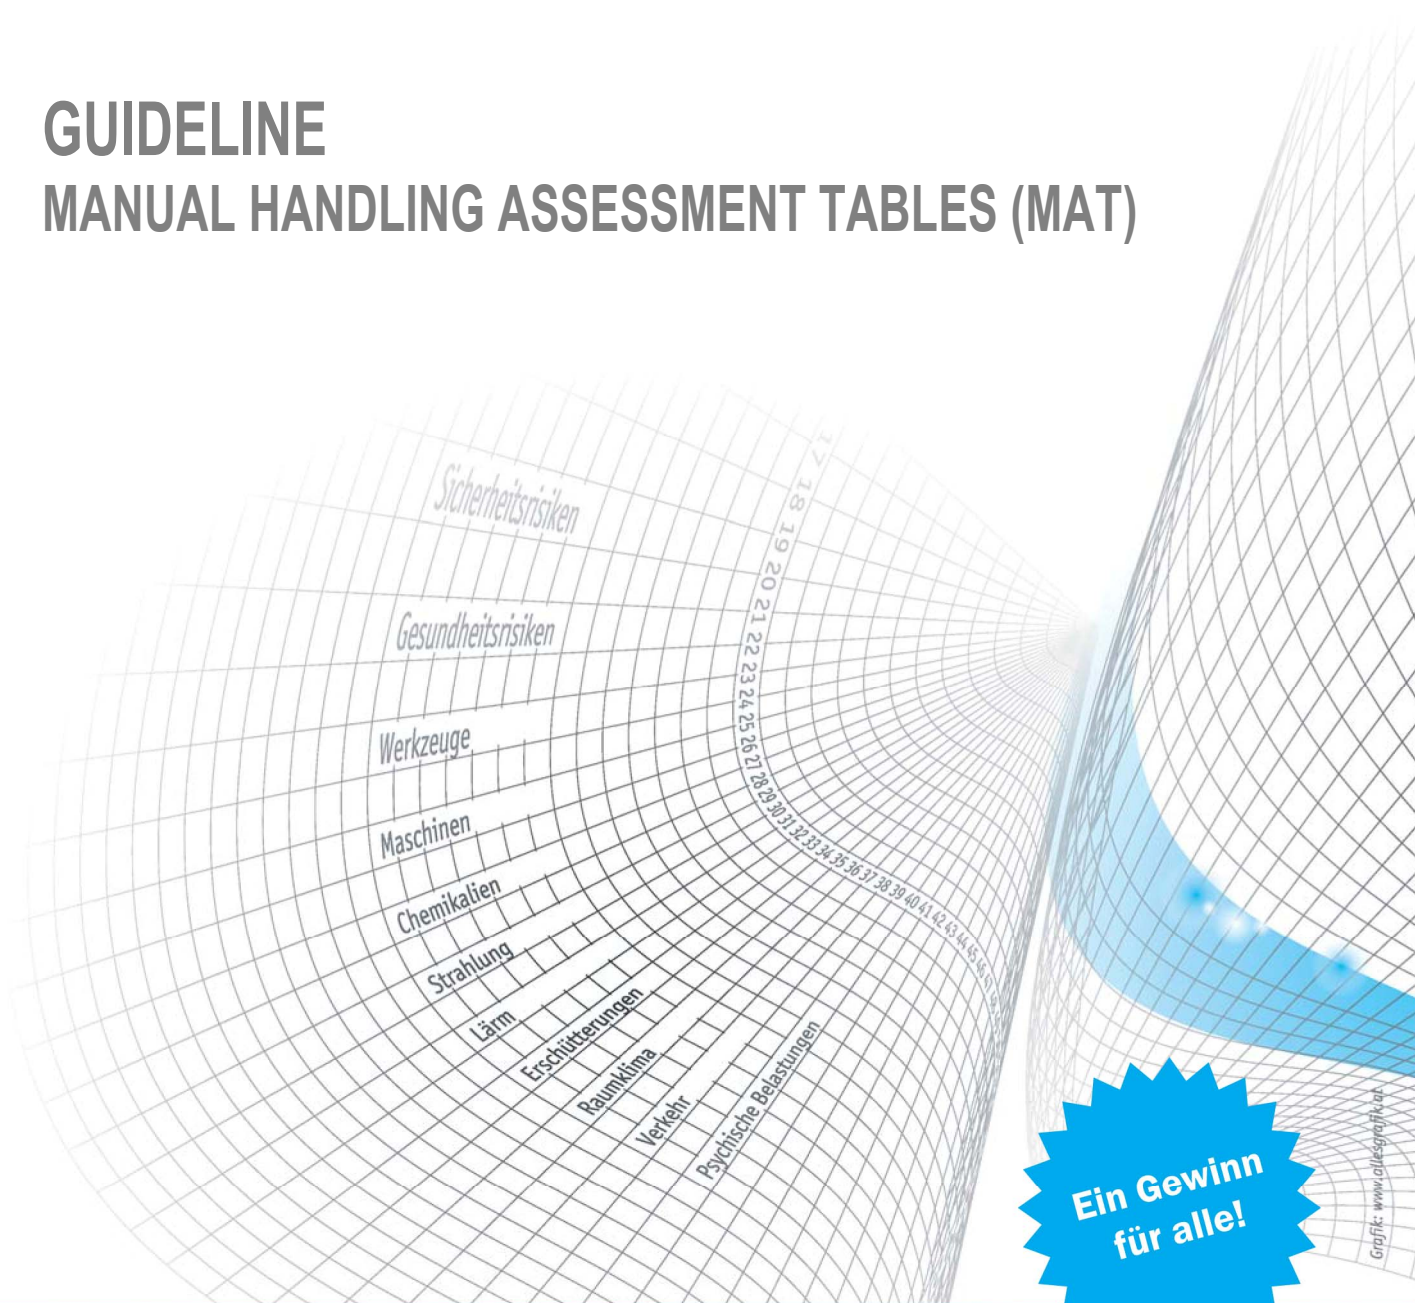 GUIDELINE
MANUAL HANDLING ASSESSMENT TABLES (MAT)
17 18 19 20 21 22 23 24 25 26 27 28 29 30 31 32 33 34 35 36 37 38 39 40 41 42 43 44 45 46 47
Sicherheitsrisiken
Gesundheitsrisiken
Werkzeuge
Maschinen
Chemikalien
Strahlung
Lärm
Erschütterungen
Raumklima
Verkehr
Psychische Belastungen
Ein Gewinn
für alle!
Grafik: www.allesgrafik.at